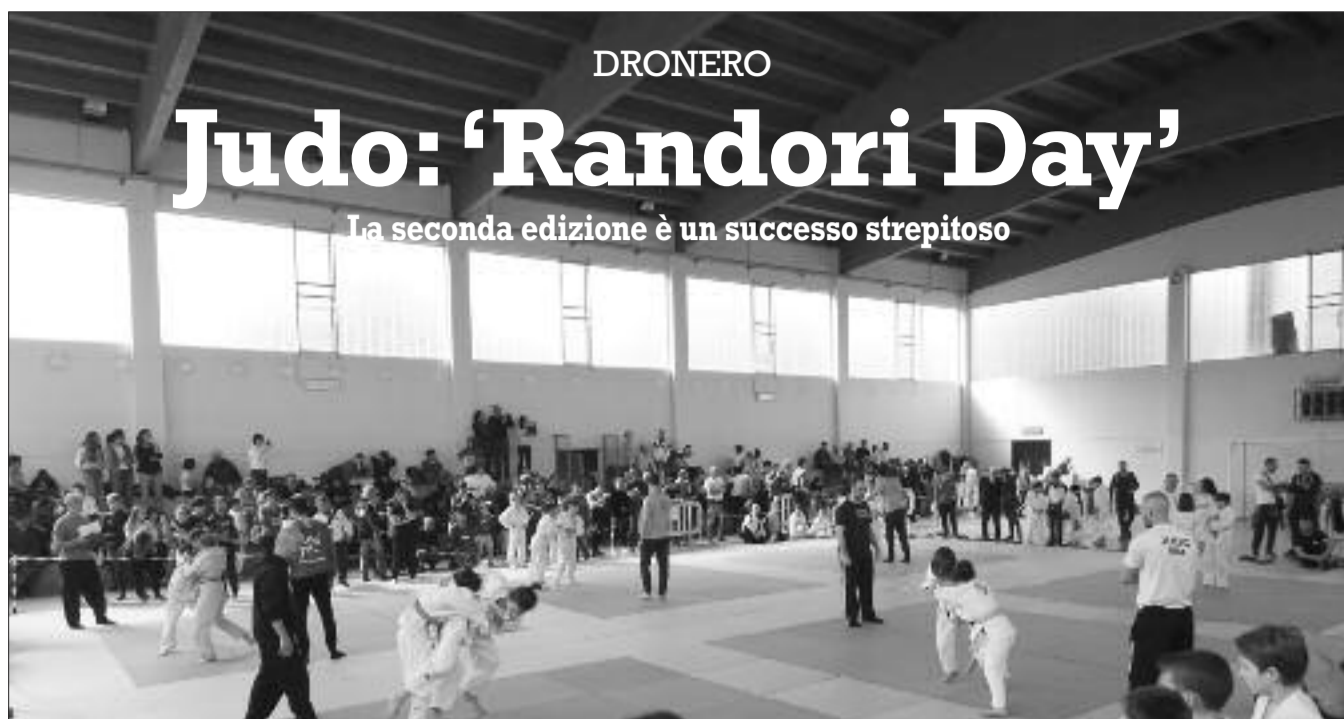 DRONERO
Judo: ‘Randori Day’
La seconda edizione è un successo strepitoso